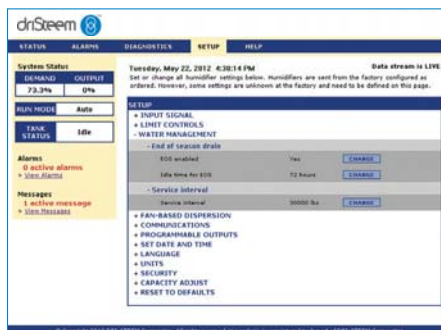 driSteem
STATUS ALARMS DIAGNOSTICS SETUP HELP
System Status
DEMAND OUTPUT
73.3% 0%
RUN MODE Auto
TANK STATUS Idle
Alarms
0 active alarms
» View Alarms
Messages
1 active message
» View Messages
Tuesday, May 22, 2012 4:38:14 PM Data stream is LIVE
Set or change all humidifier settings below. Humidifiers are sent from the factory configured as
ordered. However, some settings are unknown at the factory and need to be defined on this page.
SETUP
+ INPUT SIGNAL
+ LIMIT CONTROLS
- WATER MANAGEMENT
- End of season drain
EOS enabled Yes CHANGE
Idle time for EOS 72 hours CHANGE
- Service interval
Service interval 30000 lbs CHANGE
+ FAN-BASED DISPERSION
+ COMMUNICATIONS
+ PROGRAMMABLE OUTPUTS
+ SET DATE AND TIME
+ LANGUAGE
+ UNITS
+ SECURITY
+ CAPACITY ADJUST
+ RESET TO DEFAULTS